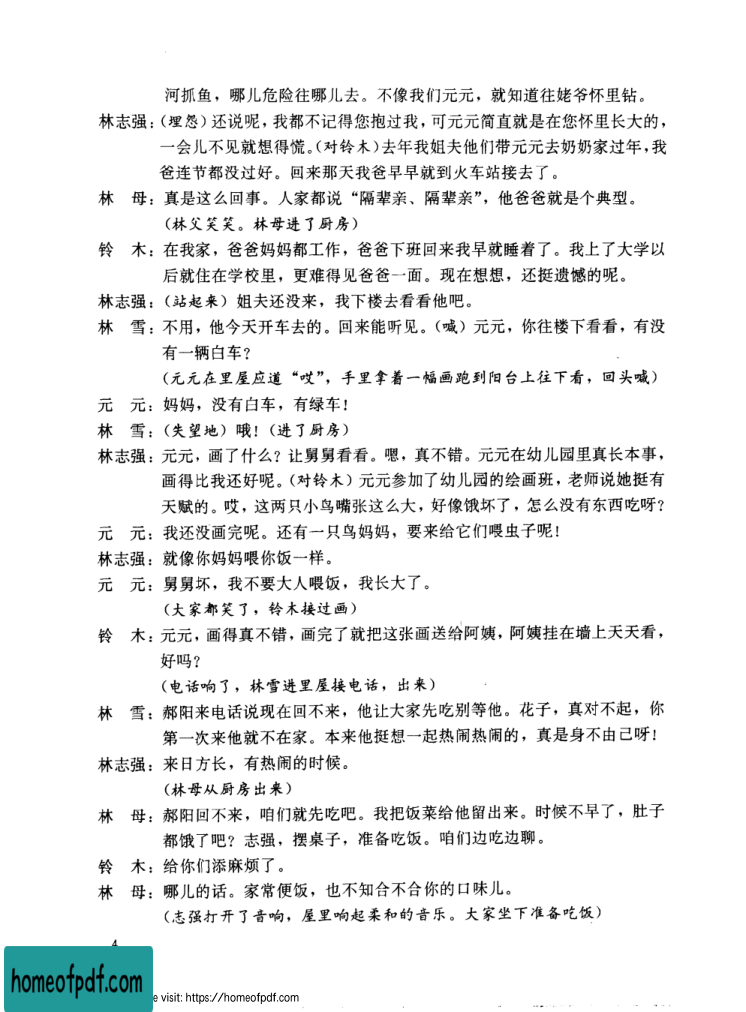 河抓鱼，哪儿危险往哪儿去。不像我们元元，就知道往姥爷怀里钻。
林志强：（埋怨）还说呢，我都不记得您抱过我，可元元简直就是在您怀里长大的，
一会儿不见就想得慌。（对铃木）去年我姐夫他们带元元去奶奶家过年，我
爸连节都没过好。回来那天我爸早早就到火车站接去了。
林　母：真是这么回事。人家都说“隔辈亲、隔辈亲”，他爸爸就是个典型。
（林父笑笑。林母进了厨房）
铃　木：在我家，爸爸妈妈都工作，爸爸下班回来我早就睡着了。我上了大学以
后就住在学校里，更难得见爸爸一面。现在想想，还挺遗憾的呢。
林志强：（站起来）姐夫还没来，我下楼去看看他吧。
林　雪：不用，他今天开车去的。回来能听见。（喊）元元，你往楼下看看，有没
有一辆白车？
（元元在里屋应道“哎”，手里拿着一幅画跑到阳台上往下看，回头喊）
元　元：妈妈，没有白车，有绿车！
林　雪：（失望地）哦！（进了厨房）
林志强：元元，画了什么？让舅舅看看。嗯，真不错。元元在幼儿园里真长本事，
画得比我还好呢。（对铃木）元元参加了幼儿园的绘画班，老师说她挺有
天赋的。哎，这两只小鸟嘴张这么大，好像饿坏了，怎么没有东西吃呀？
元　元：我还没画完呢。还有一只鸟妈妈，要来给它们喂虫子呢！
林志强：就像你妈妈喂你饭一样。
元　元：舅舅坏，我不要大人喂饭，我长大了。
（大家都笑了，铃木接过画）
铃　木：元元，画得真不错，画完了就把这张画送给阿姨，阿姨挂在墙上天天看，
好吗？
（电话响了，林雪进里屋接电话，出来）
林　雪：郝阳来电话说现在回不来，他让大家先吃别等他。花子，真对不起，你
第一次来他就不在家。本来他挺想一起热闹热闹的，真是身不由己呀！
林志强：来日方长，有热闹的时候。
（林母从厨房出来）
林　母：郝阳回不来，咱们就先吃吧。我把饭菜给他留出来。时候不早了，肚子
都饿了吧？志强，摆桌子，准备吃饭。咱们边吃边聊。
铃　木：给你们添麻烦了。
林　母：哪儿的话。家常便饭，也不知合不合你的口味儿。
（志强打开了音响，屋里响起柔和的音乐。大家坐下准备吃饭）
4
homeofpdf.com
e visit: https://homeofpdf.com